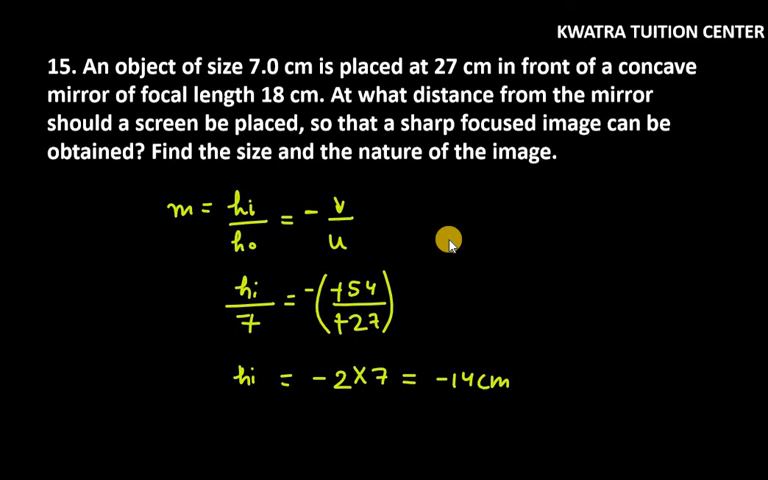 KWATRA TUITION CENTER
15. An object of size 7.0 cm is placed at 27 cm in front of a concave
mirror of focal length 18 cm. At what distance from the mirror
should a screen be placed, so that a sharp focused image can be
obtained? Find the size and the nature of the image.
m = hi/ho = - v/u
hi/7 = -(+54/+27)
hi = -2X7 = -14cm